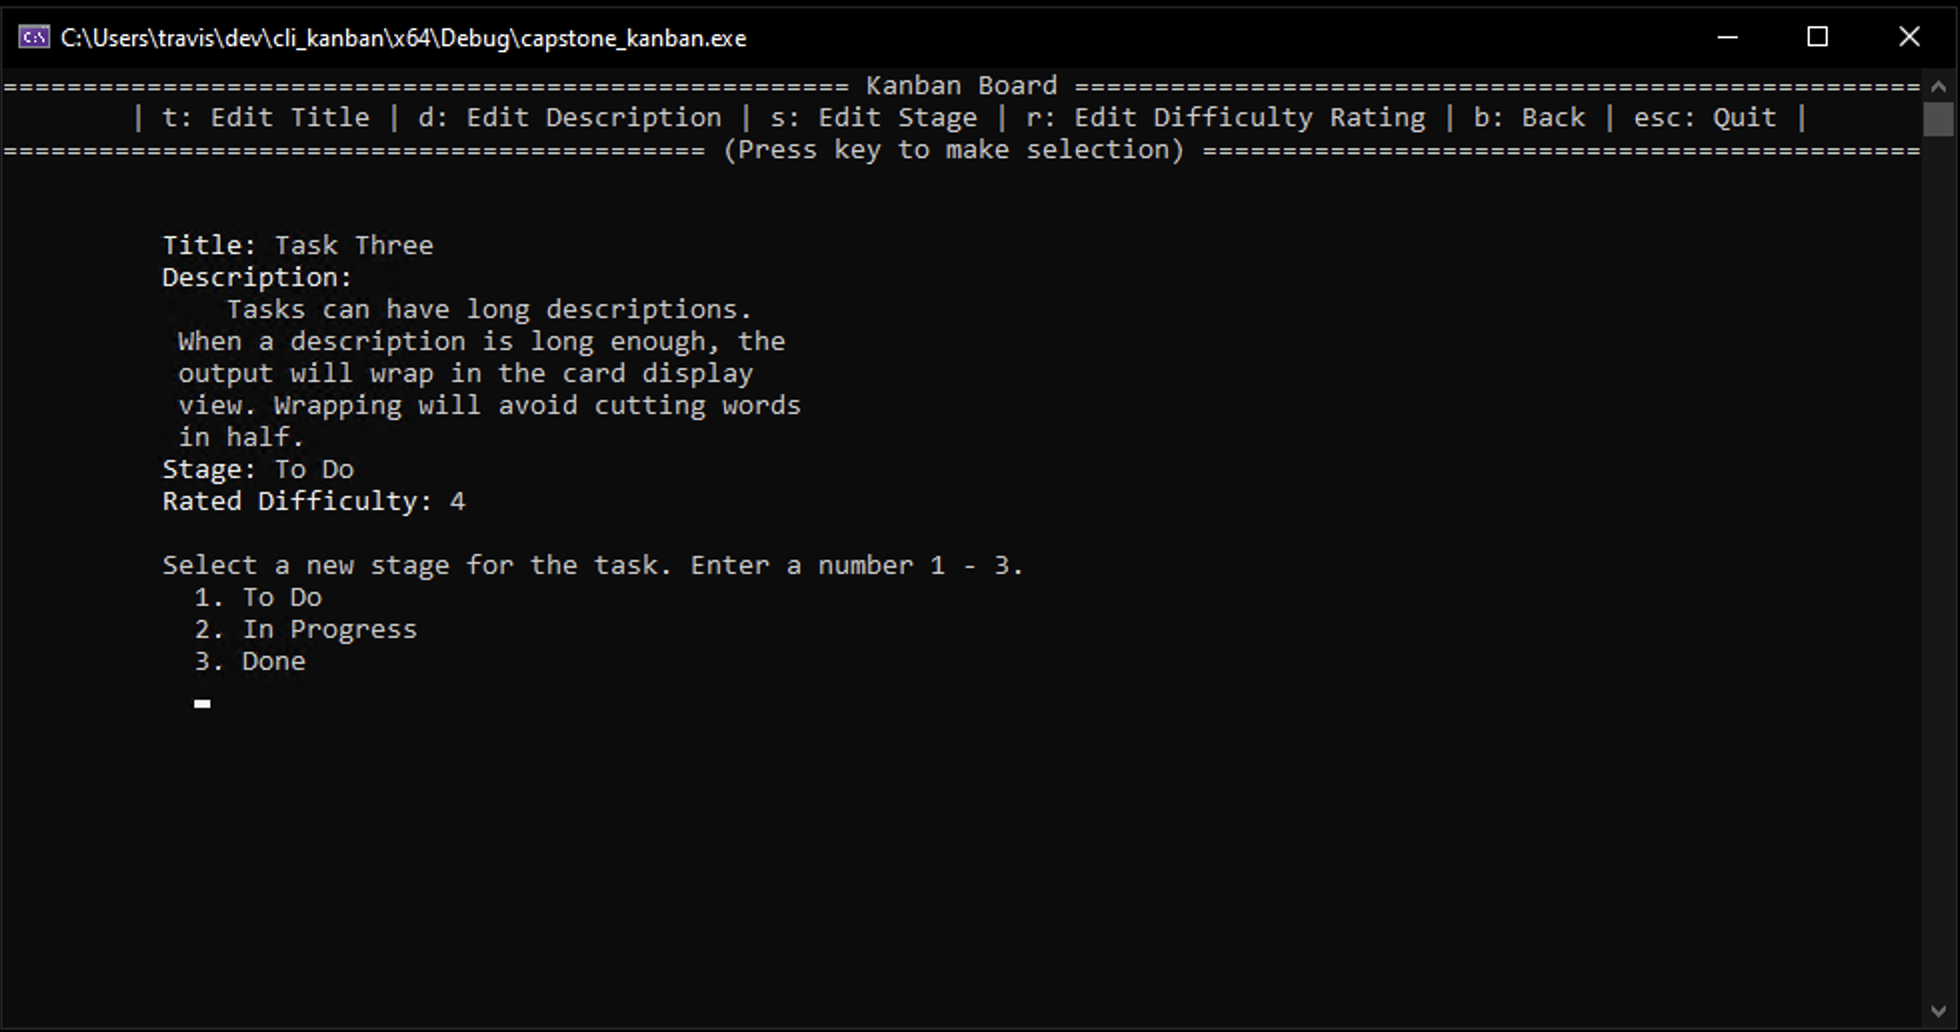 C:\Users\travis\dev\cli_kanban\x64\Debug\capstone_kanban.exe
===================================================== Kanban Board =====================================================
| t: Edit Title | d: Edit Description | s: Edit Stage | r: Edit Difficulty Rating | b: Back | esc: Quit |
============================================ (Press key to make selection) =============================================
Title: Task Three
Description:
Tasks can have long descriptions.
When a description is long enough, the
output will wrap in the card display
view. Wrapping will avoid cutting words
in half.
Stage: To Do
Rated Difficulty: 4
Select a new stage for the task. Enter a number 1 - 3.
1. To Do
2. In Progress
3. Done